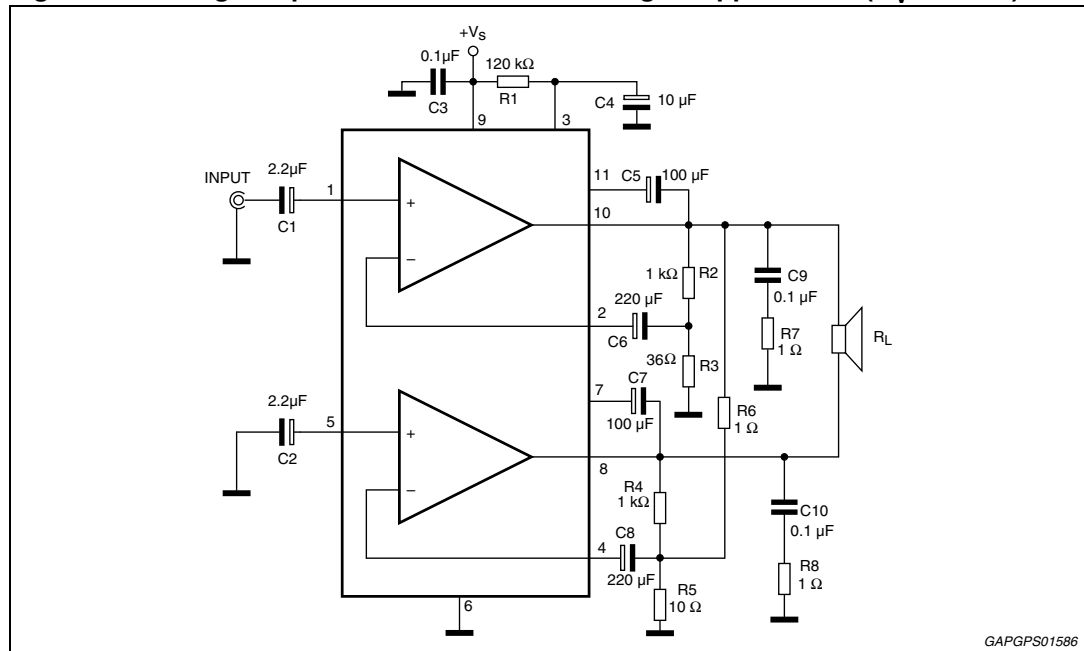 +VS
0.1µF
120 kΩ
C3
R1
C4
10 µF
9
3
2.2µF
INPUT
1
C1
+
–
11
C5
100 µF
10
1 kΩ
R2
220 µF
2
C6
36Ω
R3
C9
0.1 µF
R7
1 Ω
RL
7
C7
100 µF
R6
1 Ω
2.2µF
5
C2
+
–
8
R4
1 kΩ
C8
4
220 µF
R5
10 Ω
C10
0.1 µF
R8
1 Ω
6
GAPGPS01586